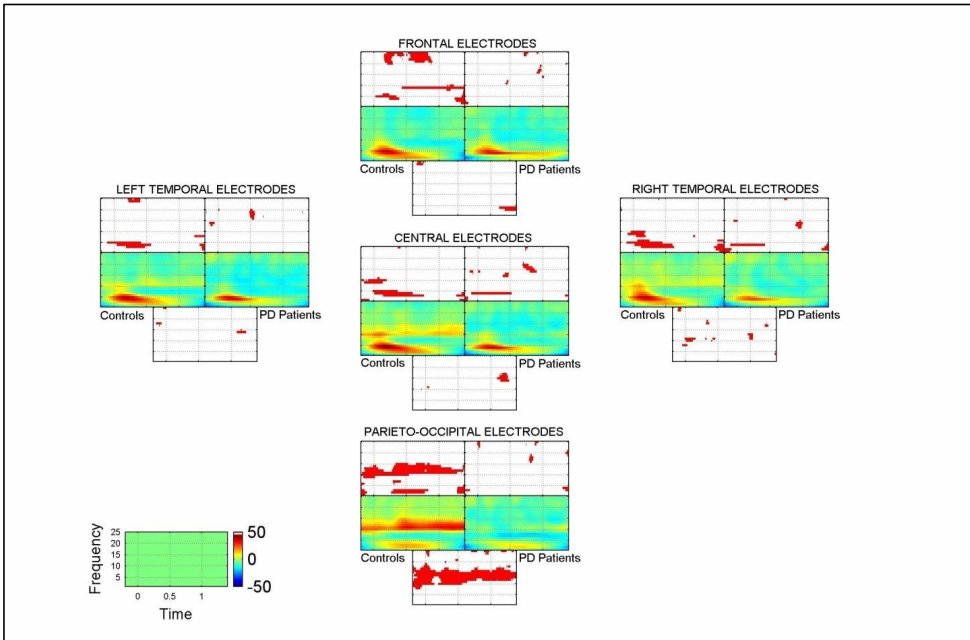 FRONTAL ELECTRODES
Controls PD Patients
LEFT TEMPORAL ELECTRODES
Controls PD Patients
CENTRAL ELECTRODES
Controls PD Patients
RIGHT TEMPORAL ELECTRODES
Controls PD Patients
PARIETO-OCCIPITAL ELECTRODES
Controls PD Patients
Frequency
25
20
15
10
5
0 0.5 1
Time
50
0
-50